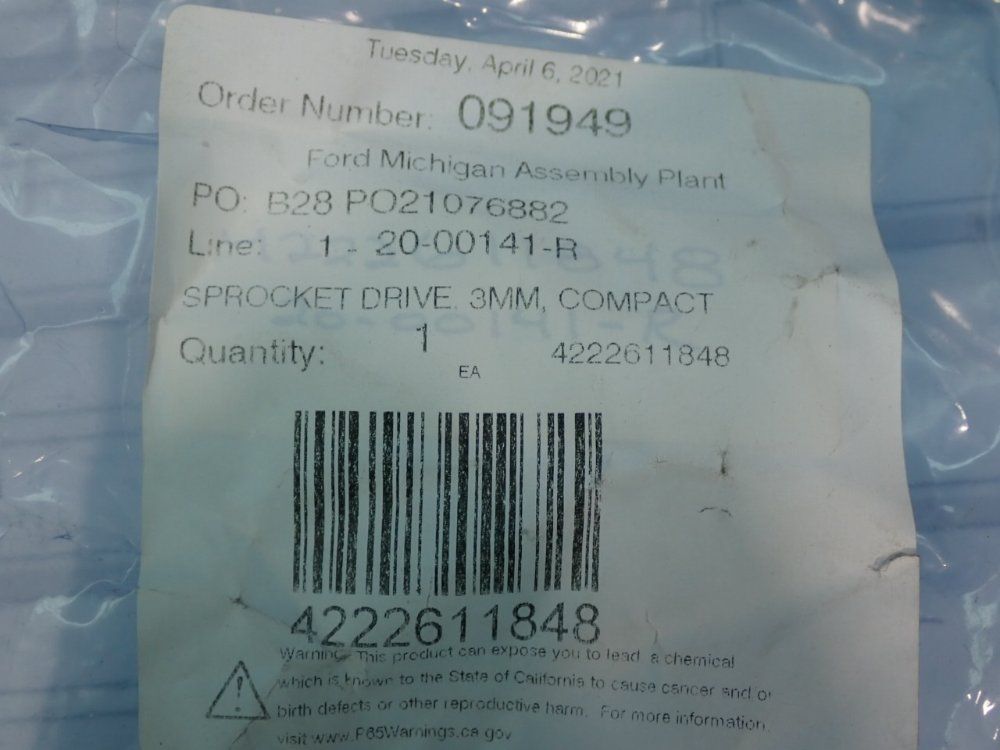 Tuesday, April 6, 2021
Order Number: 091949
Ford Michigan Assembly Plant
PO: B28 PO21076882
Line: 1 - 20-00141-R
SPROCKET DRIVE, 3MM, COMPACT
Quantity: 1 4222611848
EA
4222611848
Warning: This product can expose you to lead, a chemical
which is known to the State of California to cause cancer and or
birth defects or other reproductive harm. For more information,
visit www.P65Warnings.ca.gov